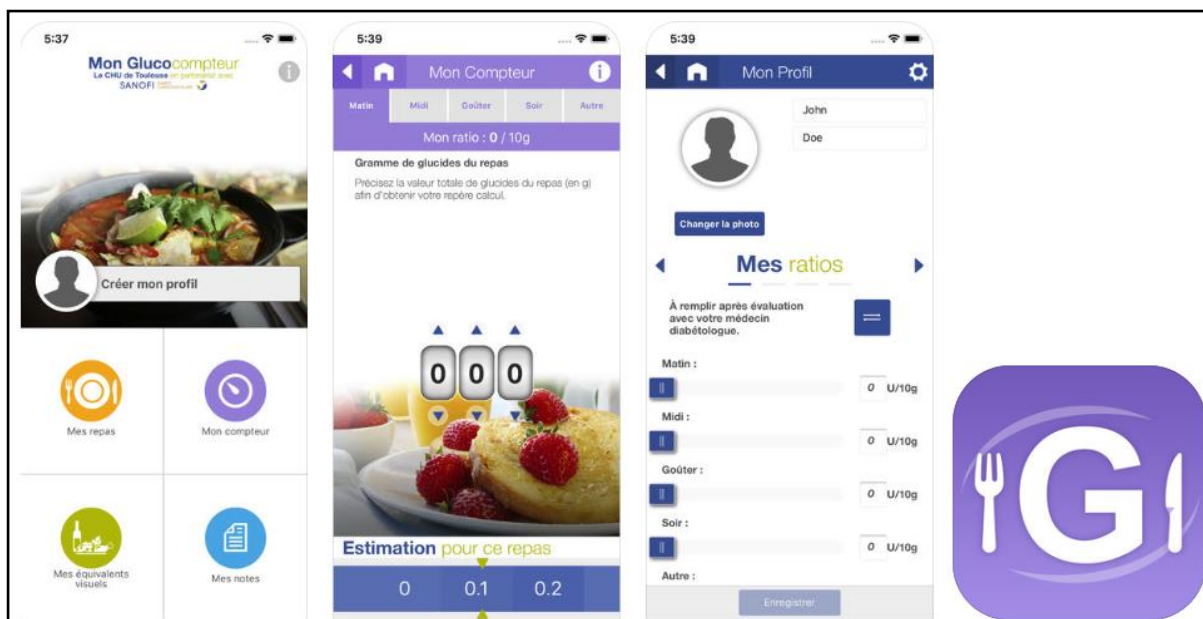 5:37
Mon Glucocompteur
Le CHU de Toulouse en partenariat avec
SANOFI
i
Créer mon profil
Mes repas
Mon compteur
Mes équivalents
visuels
Mes notes
5:39
Mon Compteur
i
Matin
Midi
Goûter
Soir
Autre
Mon ratio : 0 / 10g
Gramme de glucides du repas
Précisez la valeur totale de glucides du repas (en g)
afin d'obtenir votre repère calcul.
0 0 0
Estimation pour ce repas
0 0.1 0.2
5:39
Mon Profil
John
Doe
Changer la photo
Mes ratios
À remplir après évaluation
avec votre médecin
diabétologue.
Matin :
0 U/10g
Midi :
0 U/10g
Goûter :
0 U/10g
Soir :
0 U/10g
Autre :
Enregistrer
G